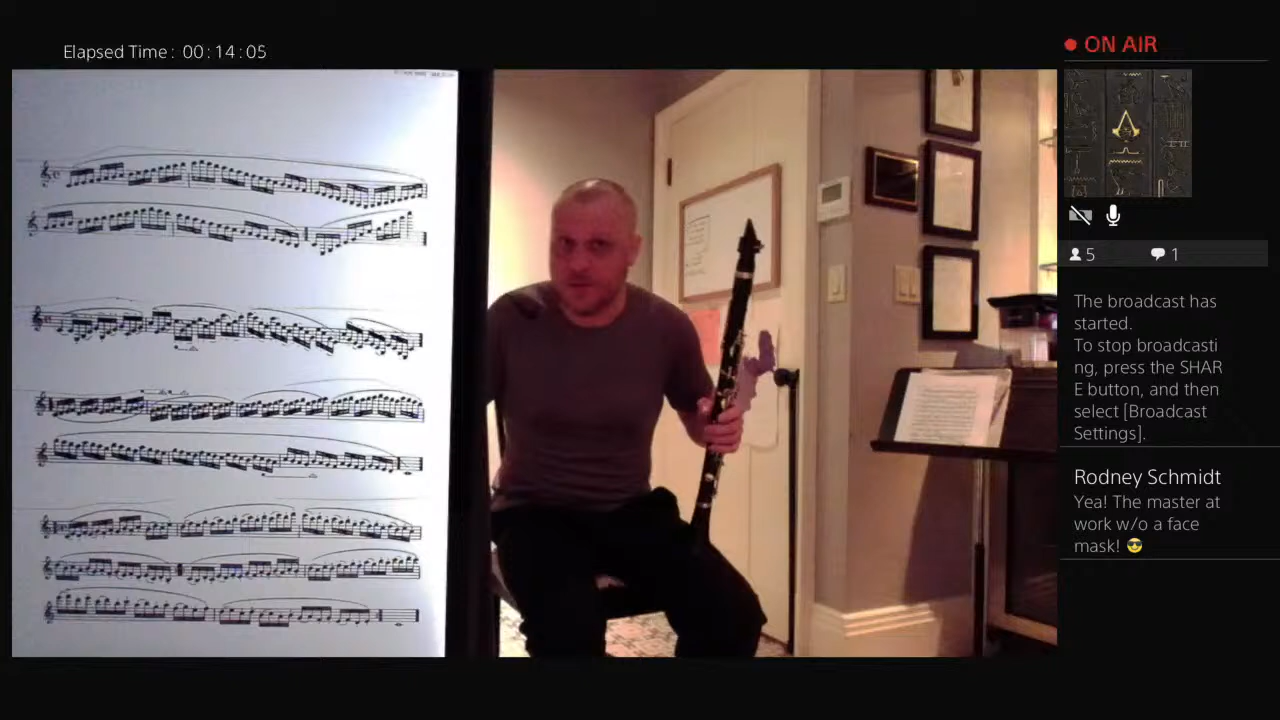 Elapsed Time: 00:14:05
ON AIR
5
1
The broadcast has
started.
To stop broadcasti
ng, press the SHAR
E button, and then
select [Broadcast
Settings].
Rodney Schmidt
Yea! The master at
work w/o a face
mask! 😎